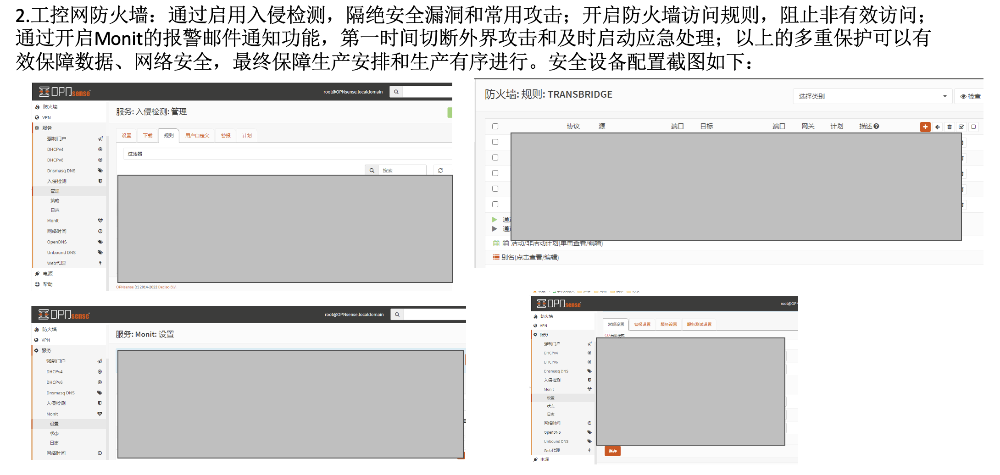 2.工控网防火墙：通过启用入侵检测，隔绝安全漏洞和常用攻击；开启防火墙访问规则，阻止非有效访问；
通过开启Monit的报警邮件通知功能，第一时间切断外界攻击和及时启动应急处理；以上的多重保护可以有
效保障数据、网络安全，最终保障生产安排和生产有序进行。安全设备配置截图如下：
OPNsense
root@OPNsense.localdomain
防火墙
VPN
服务
强制门户
DHCPv4
DHCPv6
Dnsmasq DNS
入侵检测
管理
策略
日志
Monit
网络时间
OpenDNS
Unbound DNS
Web代理
电源
帮助
服务: 入侵检测: 管理
设置 下载 规则 用户自定义 警报 计划
过滤器
搜索
OPNsense (c) 2014-2022 Deciso B.V.
防火墙: 规则: TRANSBRIDGE
选择类别
检查
协议 源 端口 目标 端口 网关 计划 描述
通
通
活动/非活动计划(单击查看/编辑)
别名(点击查看/编辑)
OPNsense
root@OPNsense.localdomain
防火墙
VPN
服务
强制门户
DHCPv4
DHCPv6
Dnsmasq DNS
入侵检测
Monit
设置
状态
日志
网络时间
服务: Monit: 设置
OPNsense
root@OPN
防火墙
VPN
服务
强制门户
DHCPv4
DHCPv6
Dnsmasq DNS
入侵检测
Monit
设置
状态
日志
网络时间
OpenDNS
Unbound DNS
Web代理
电源
常规设置 警报设置 服务设置 服务测试设置
高级模式
保存